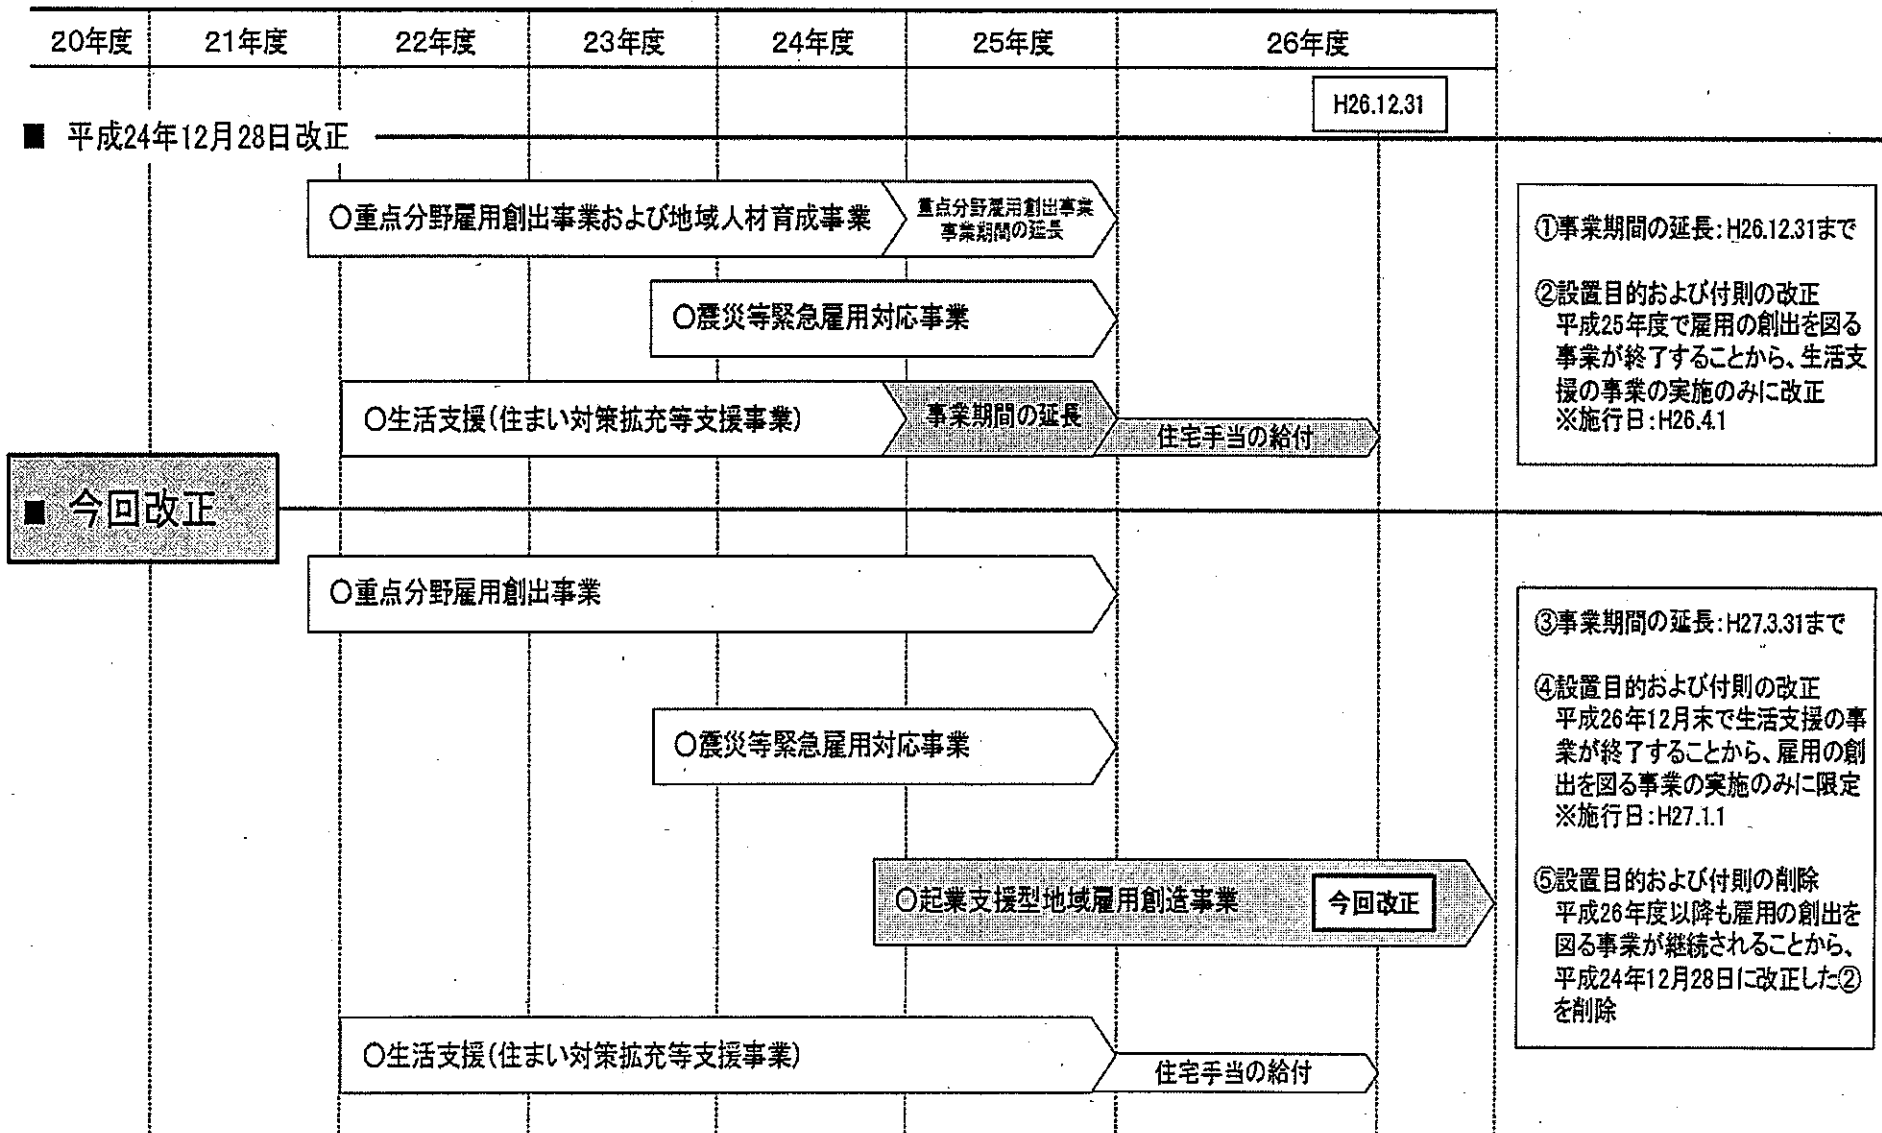 20年度 21年度 22年度 23年度 24年度 25年度 26年度
H26.12.31
■ 平成24年12月28日改正
〇重点分野雇用創出事業および地域人材育成事業
重点分野雇用創出事業
事業期間の延長
〇震災等緊急雇用対応事業
〇生活支援(住まい対策拡充等支援事業)
事業期間の延長
住宅手当の給付
①事業期間の延長:H26.12.31まで
②設置目的および付則の改正
平成25年度で雇用の創出を図る
事業が終了することから、生活支
援の事業の実施のみに改正
※施行日:H26.4.1
■ 今回改正
〇重点分野雇用創出事業
〇震災等緊急雇用対応事業
〇起業支援型地域雇用創造事業
今回改正
〇生活支援(住まい対策拡充等支援事業)
住宅手当の給付
③事業期間の延長:H27.3.31まで
④設置目的および付則の改正
平成26年12月末で生活支援の事
業が終了することから、雇用の創
出を図る事業の実施のみに限定
※施行日:H27.1.1
⑤設置目的および付則の削除
平成26年度以降も雇用の創出を
図る事業が継続されることから、
平成24年12月28日に改正した②
を削除